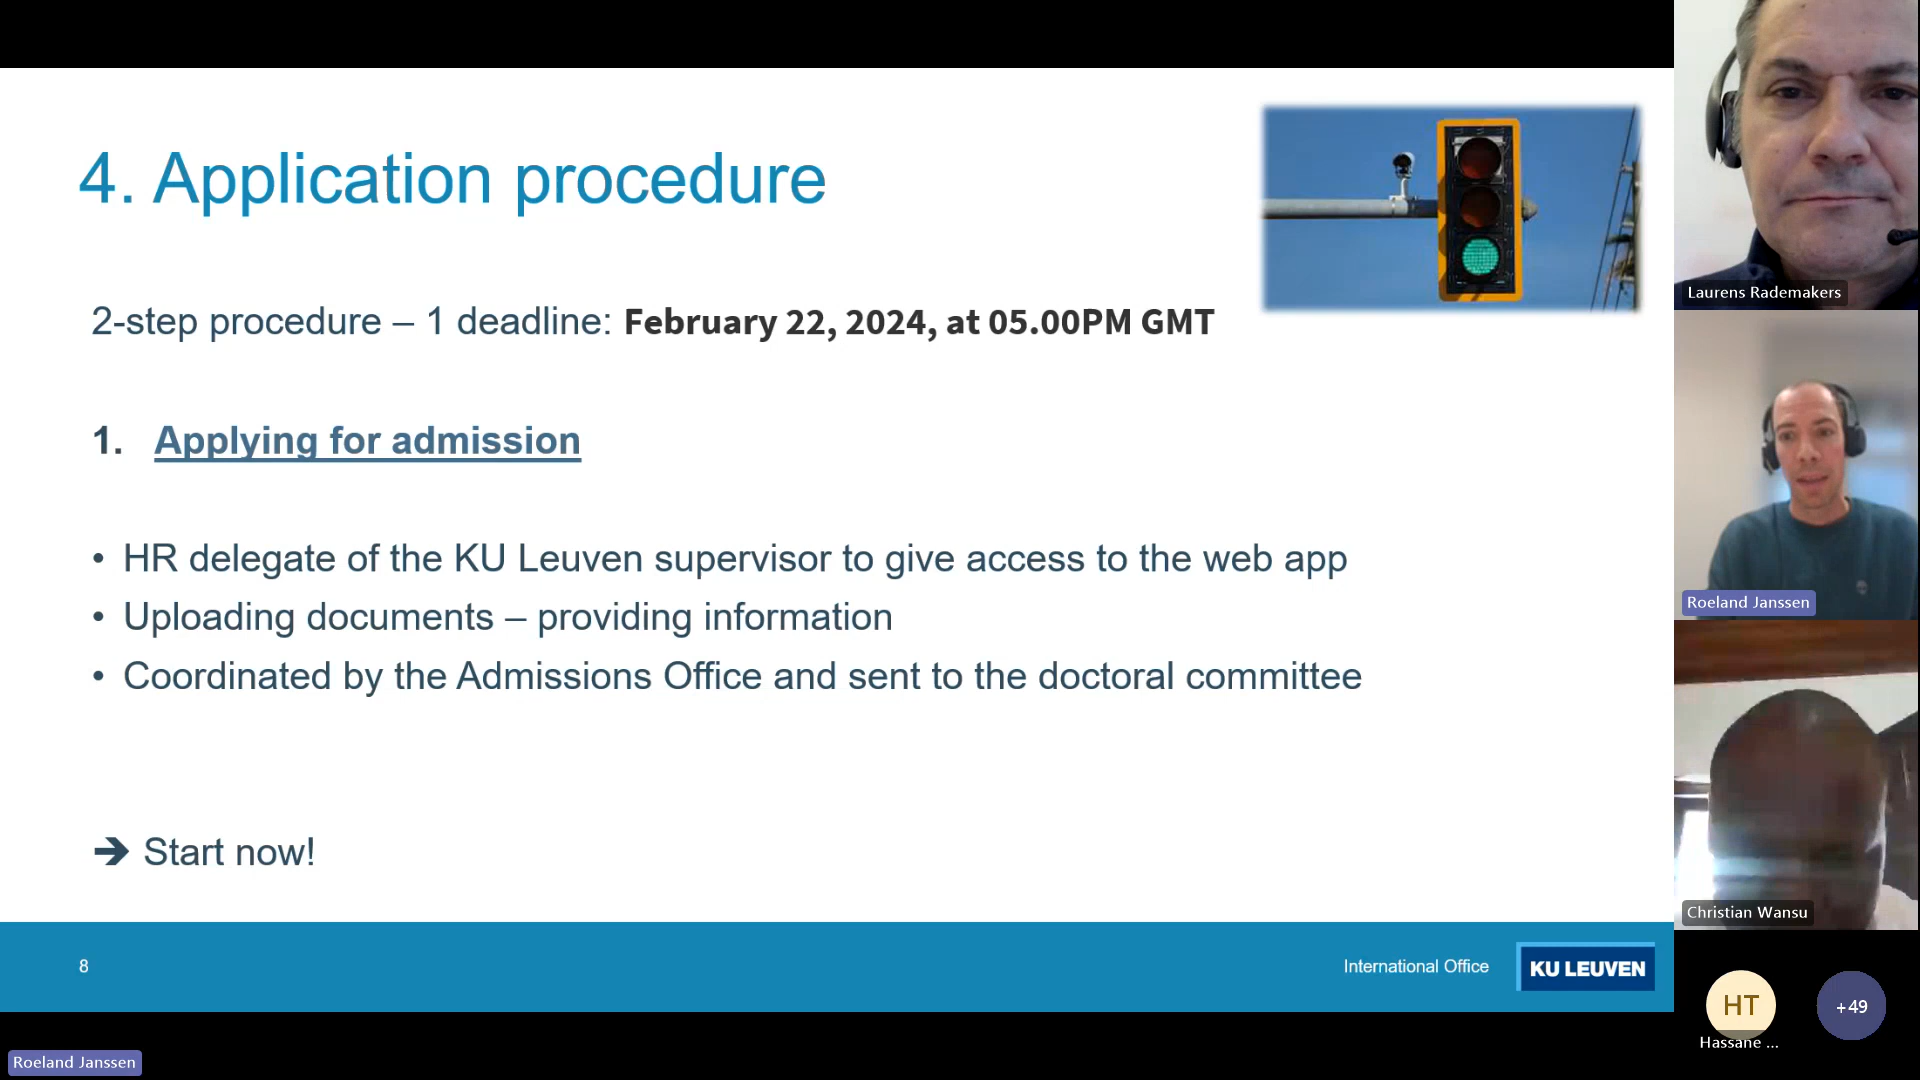 4. Application procedure
2-step procedure – 1 deadline: February 22, 2024, at 05.00PM GMT
1. Applying for admission
• HR delegate of the KU Leuven supervisor to give access to the web app
• Uploading documents – providing information
• Coordinated by the Admissions Office and sent to the doctoral committee
➔ Start now!
8
International Office
KU LEUVEN
Laurens Rademakers
Roeland Janssen
Christian Wansu
HT
+49
Hassane ...
Roeland Janssen